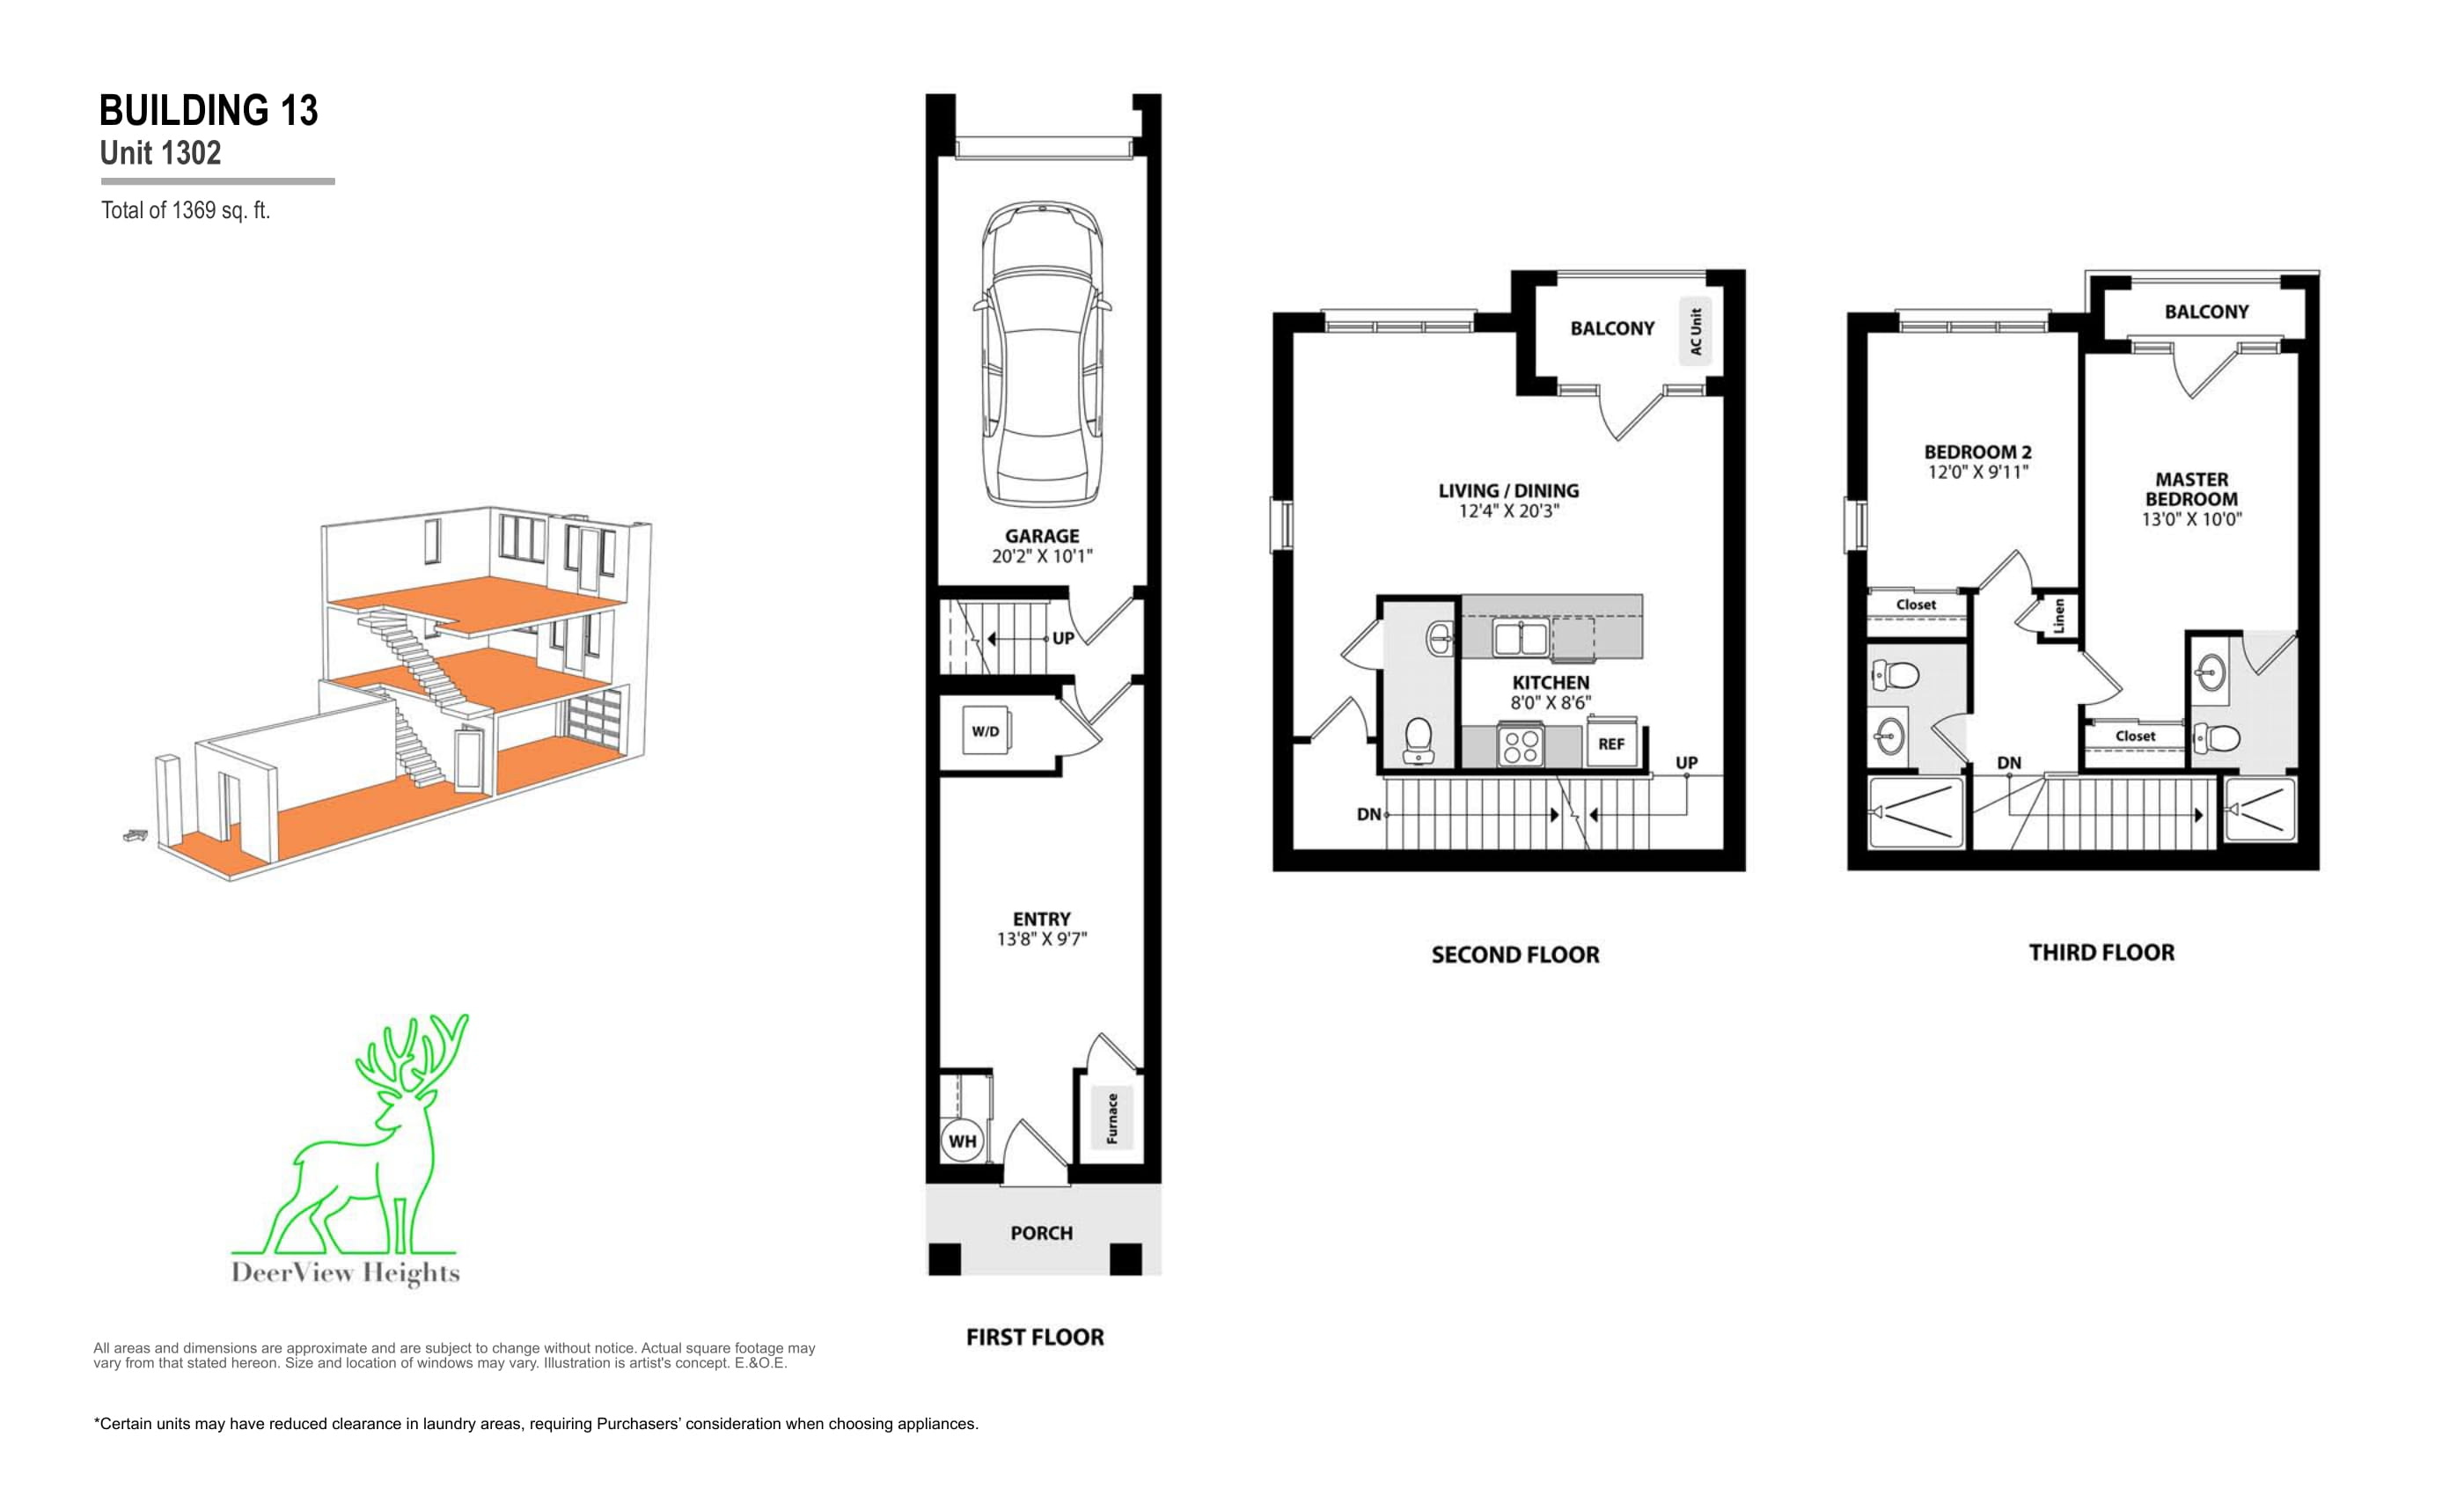 BUILDING 13
Unit 1302
Total of 1369 sq. ft.
GARAGE
20'2" X 10'1"
UP
W/D
ENTRY
13'8" X 9'7"
WH
Furnace
PORCH
FIRST FLOOR
BALCONY
AC Unit
LIVING / DINING
12'4" X 20'3"
KITCHEN
8'0" X 8'6"
REF
UP
DN
SECOND FLOOR
BALCONY
BEDROOM 2
12'0" X 9'11"
MASTER
BEDROOM
13'0" X 10'0"
Closet
Linen
Closet
DN
THIRD FLOOR
DeerView Heights
All areas and dimensions are approximate and are subject to change without notice. Actual square footage may
vary from that stated hereon. Size and location of windows may vary. Illustration is artist's concept. E.&O.E.
*Certain units may have reduced clearance in laundry areas, requiring Purchasers’ consideration when choosing appliances.